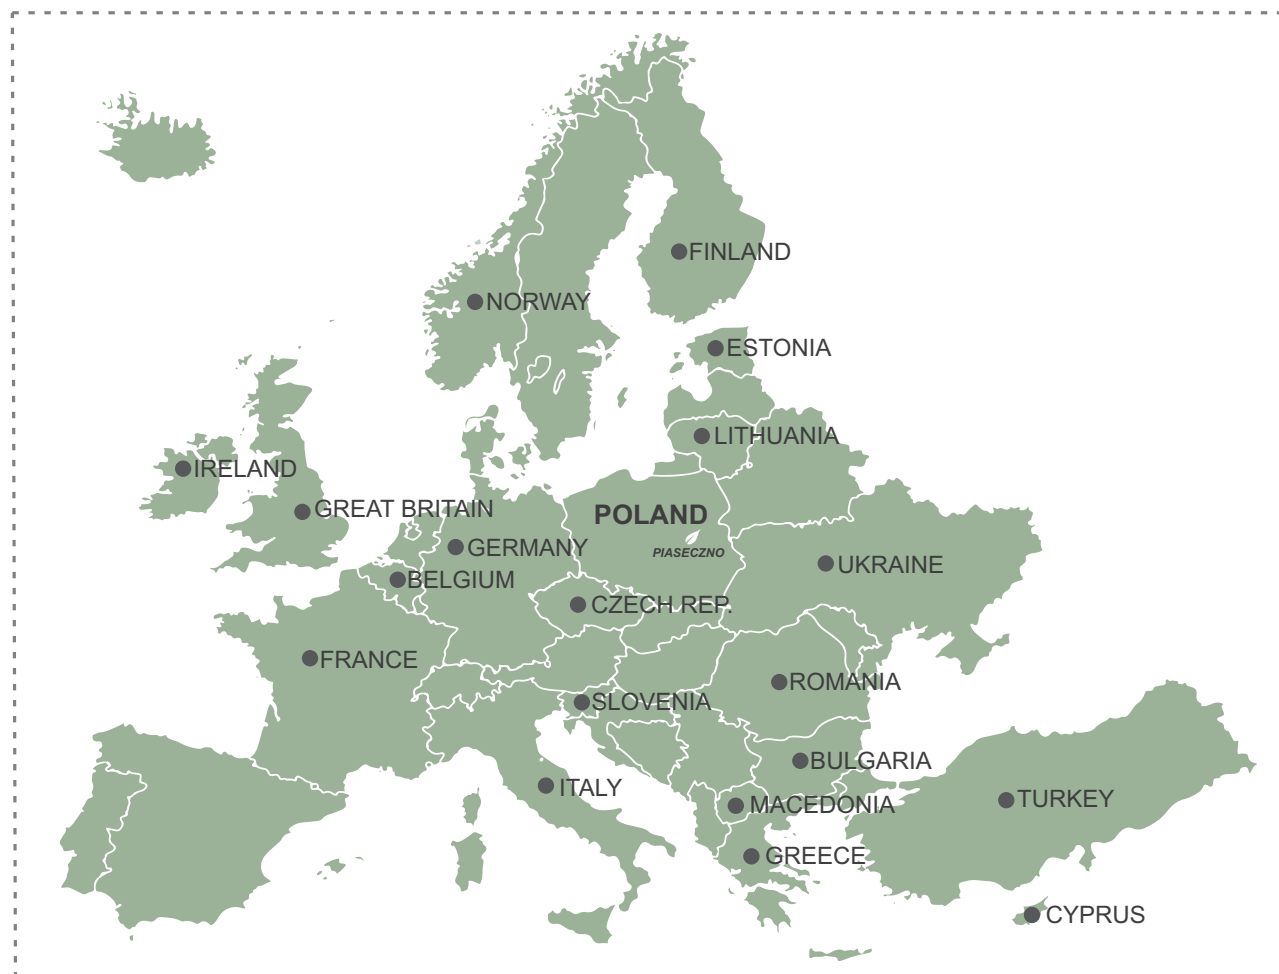 FINLAND
NORWAY
ESTONIA
LITHUANIA
IRELAND
GREAT BRITAIN
POLAND
PIASECZNO
GERMANY
UKRAINE
BELGIUM
CZECH REP.
FRANCE
ROMANIA
SLOVENIA
BULGARIA
ITALY
TURKEY
MACEDONIA
GREECE
CYPRUS